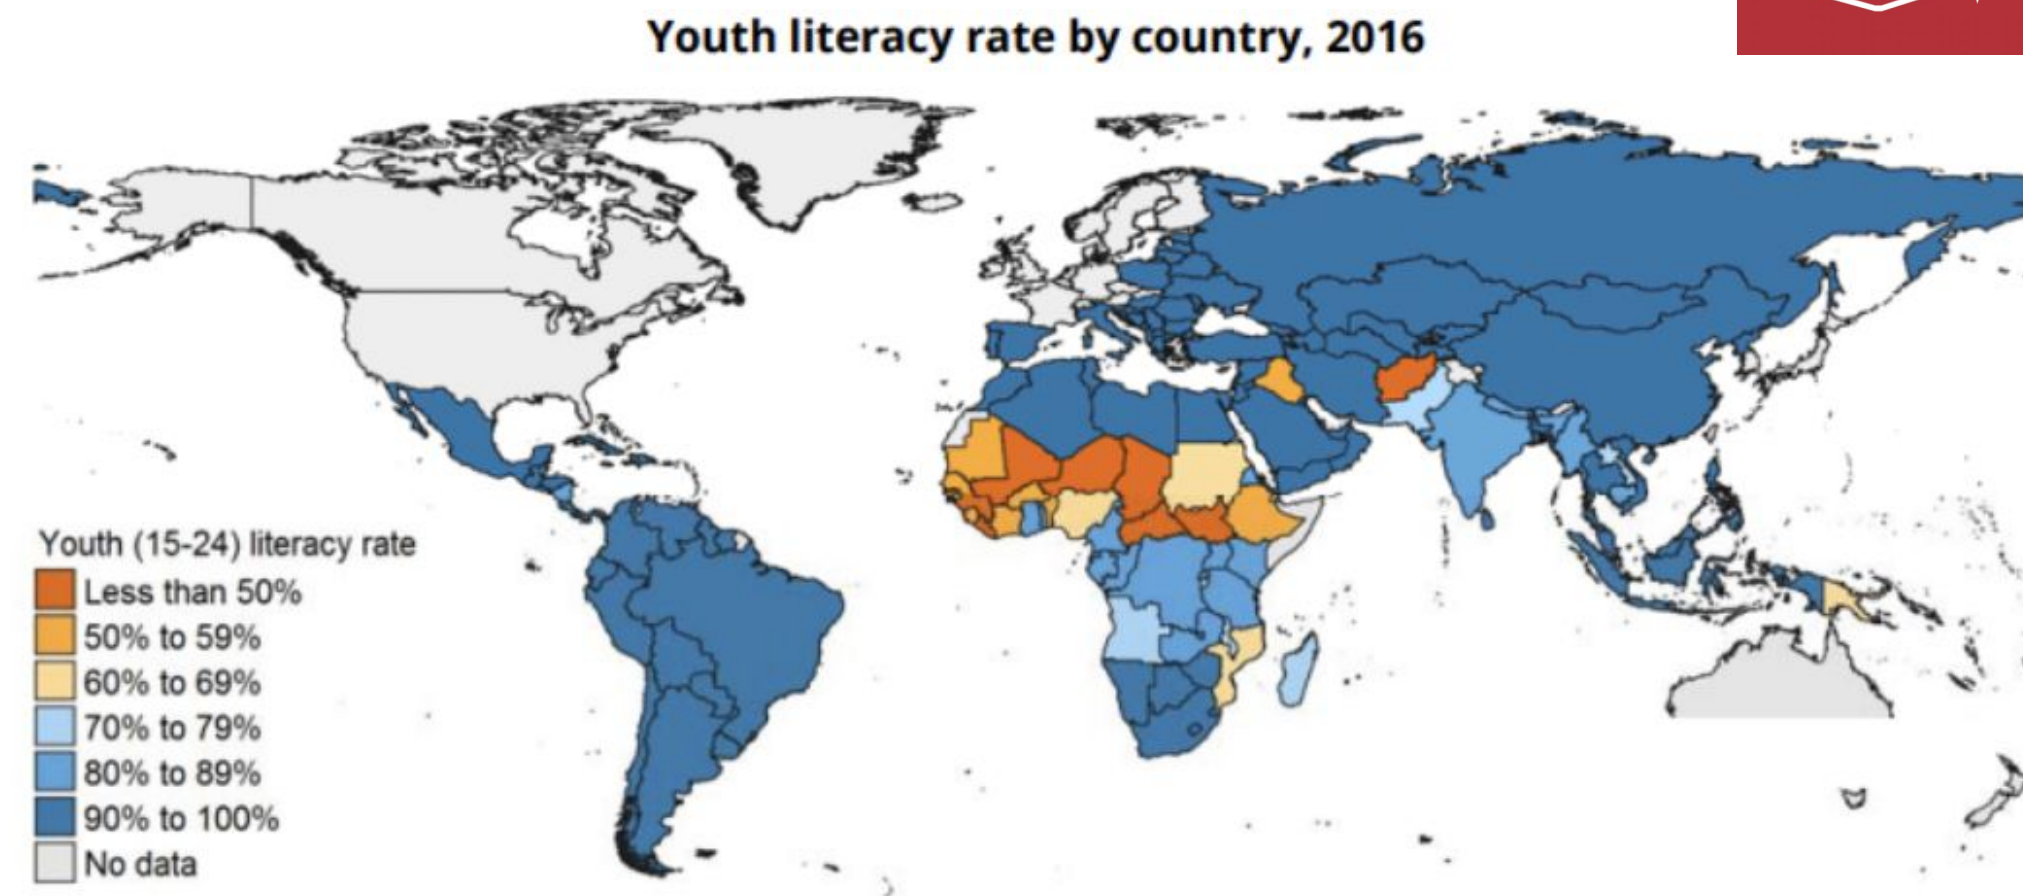 Youth literacy rate by country, 2016
Youth (15-24) literacy rate
Less than 50%
50% to 59%
60% to 69%
70% to 79%
80% to 89%
90% to 100%
No data